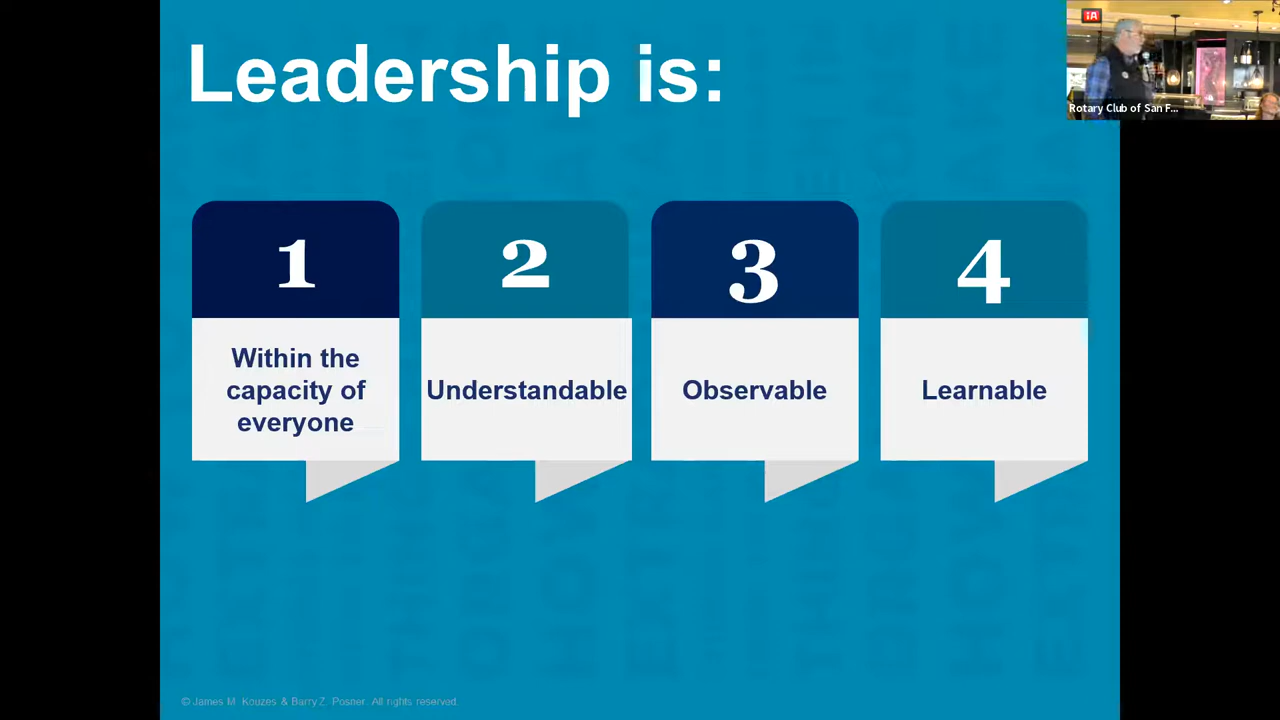 Leadership is:
1
2
3
4
Within the
capacity of
everyone
Understandable
Observable
Learnable
Rotary Club of San F...
© James M. Kouzes & Barry Z. Posner. All rights reserved.